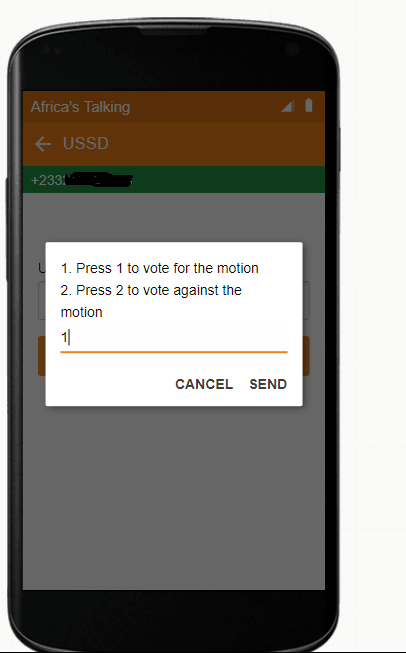 Africa's Talking
USSD
+233
1. Press 1 to vote for the motion
2. Press 2 to vote against the
motion
1
CANCEL SEND